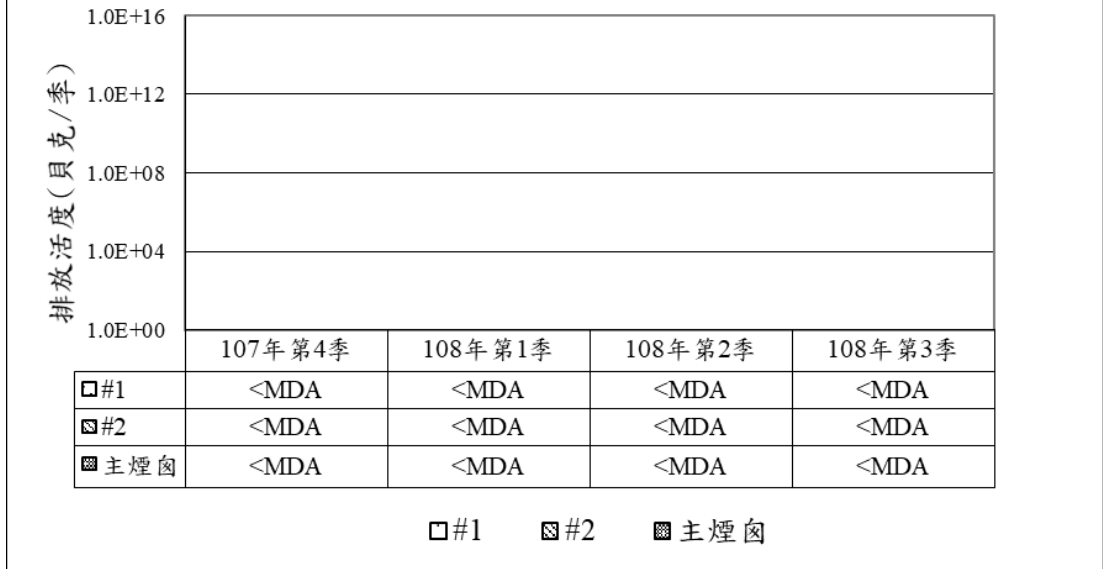 排放活度(貝克/季)
1.0E+16
1.0E+12
1.0E+08
1.0E+04
1.0E+00
107年第4季 108年第1季 108年第2季 108年第3季
#1 <MDA <MDA <MDA <MDA
#2 <MDA <MDA <MDA <MDA
主煙囪 <MDA <MDA <MDA <MDA
#1 #2 主煙囪